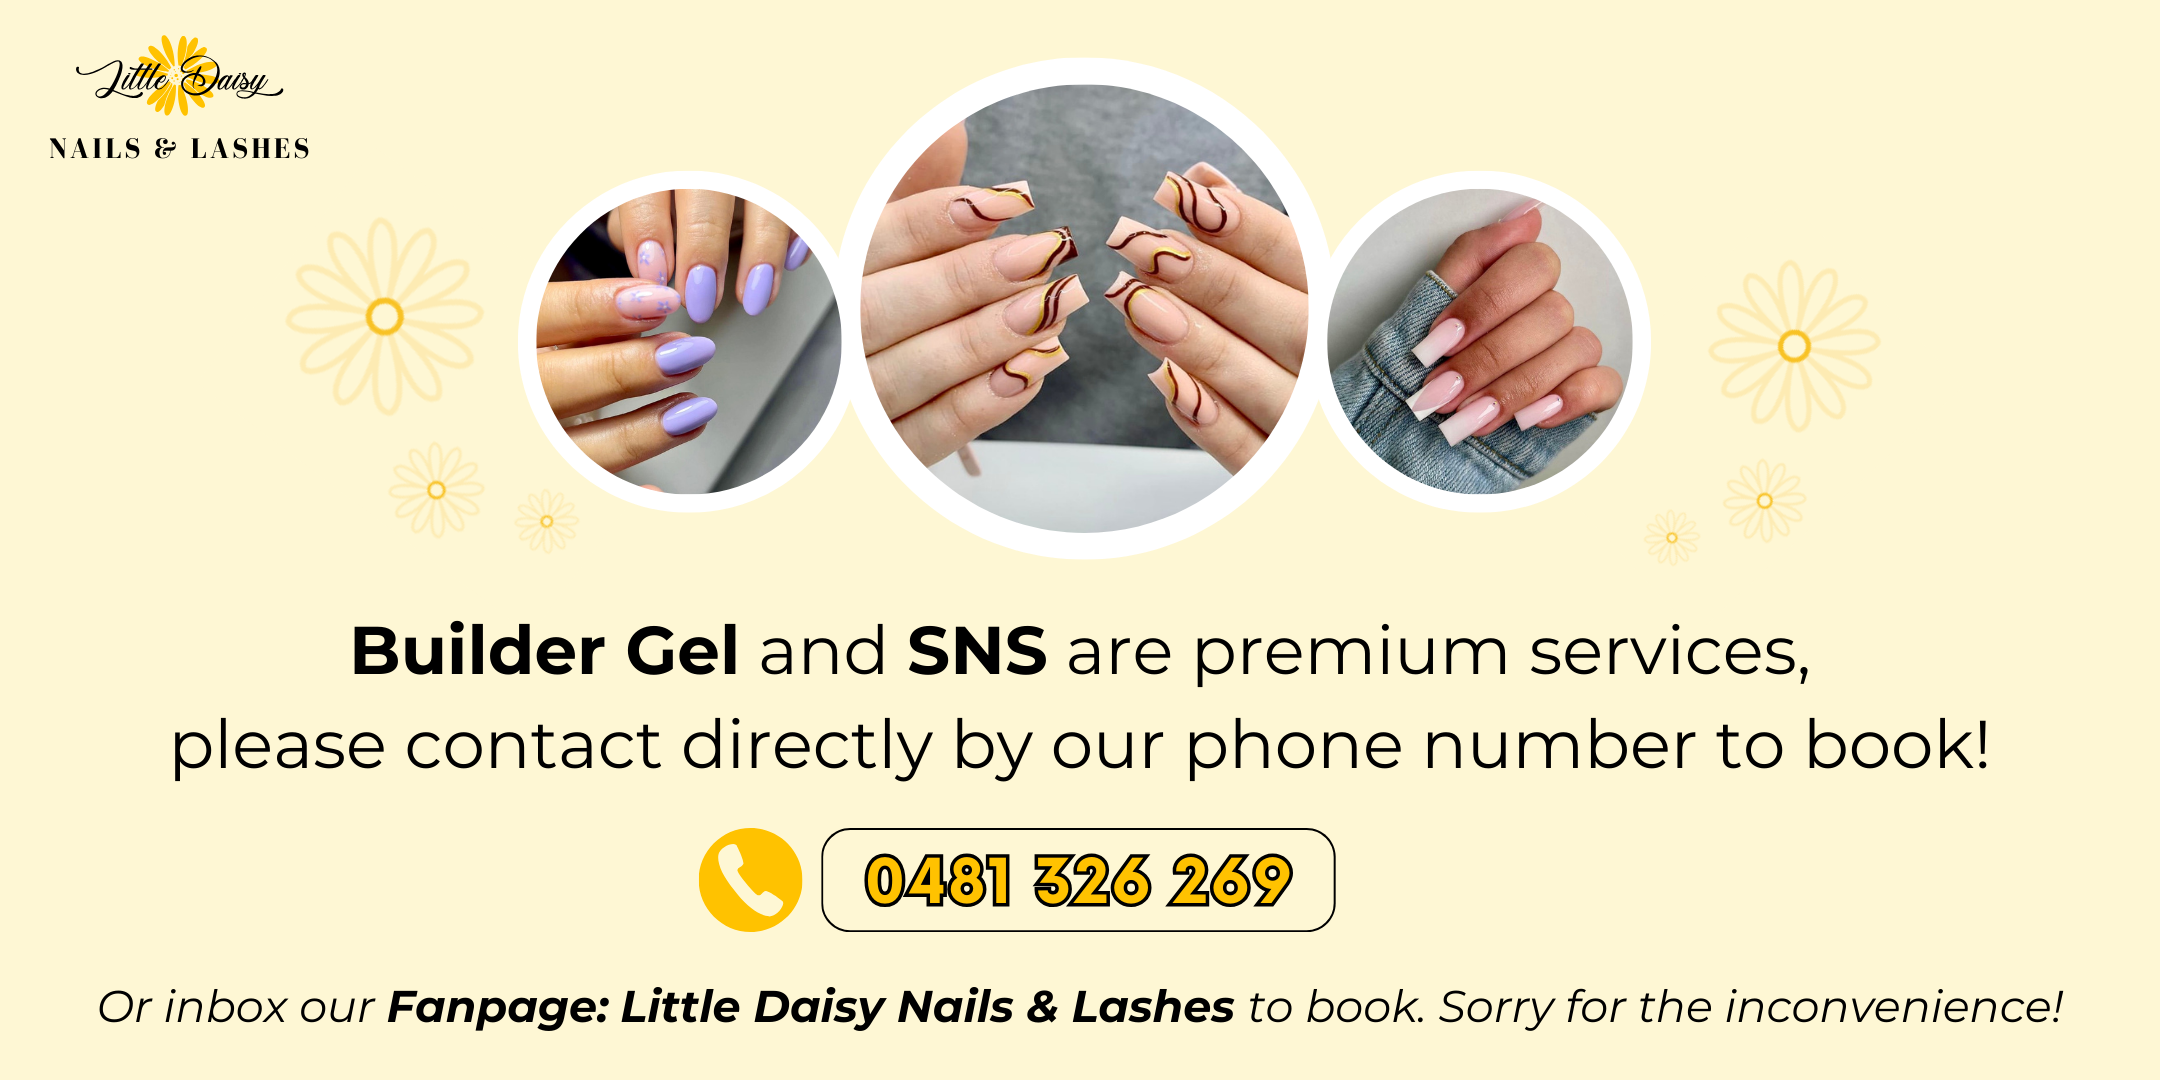 Little Daisy
NAILS & LASHES
Builder Gel and SNS are premium services,
please contact directly by our phone number to book!
0481 326 269
Or inbox our Fanpage: Little Daisy Nails & Lashes to book. Sorry for the inconvenience!